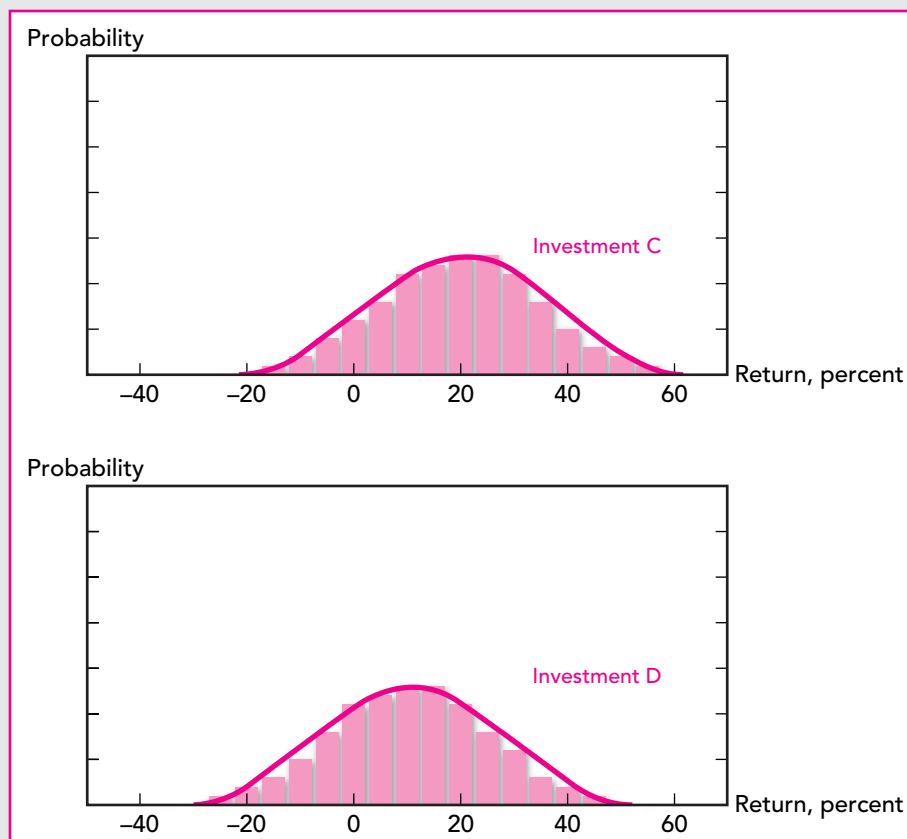 Probability
Investment C
Return, percent
–40 –20 0 20 40 60
Probability
Investment D
Return, percent
–40 –20 0 20 40 60